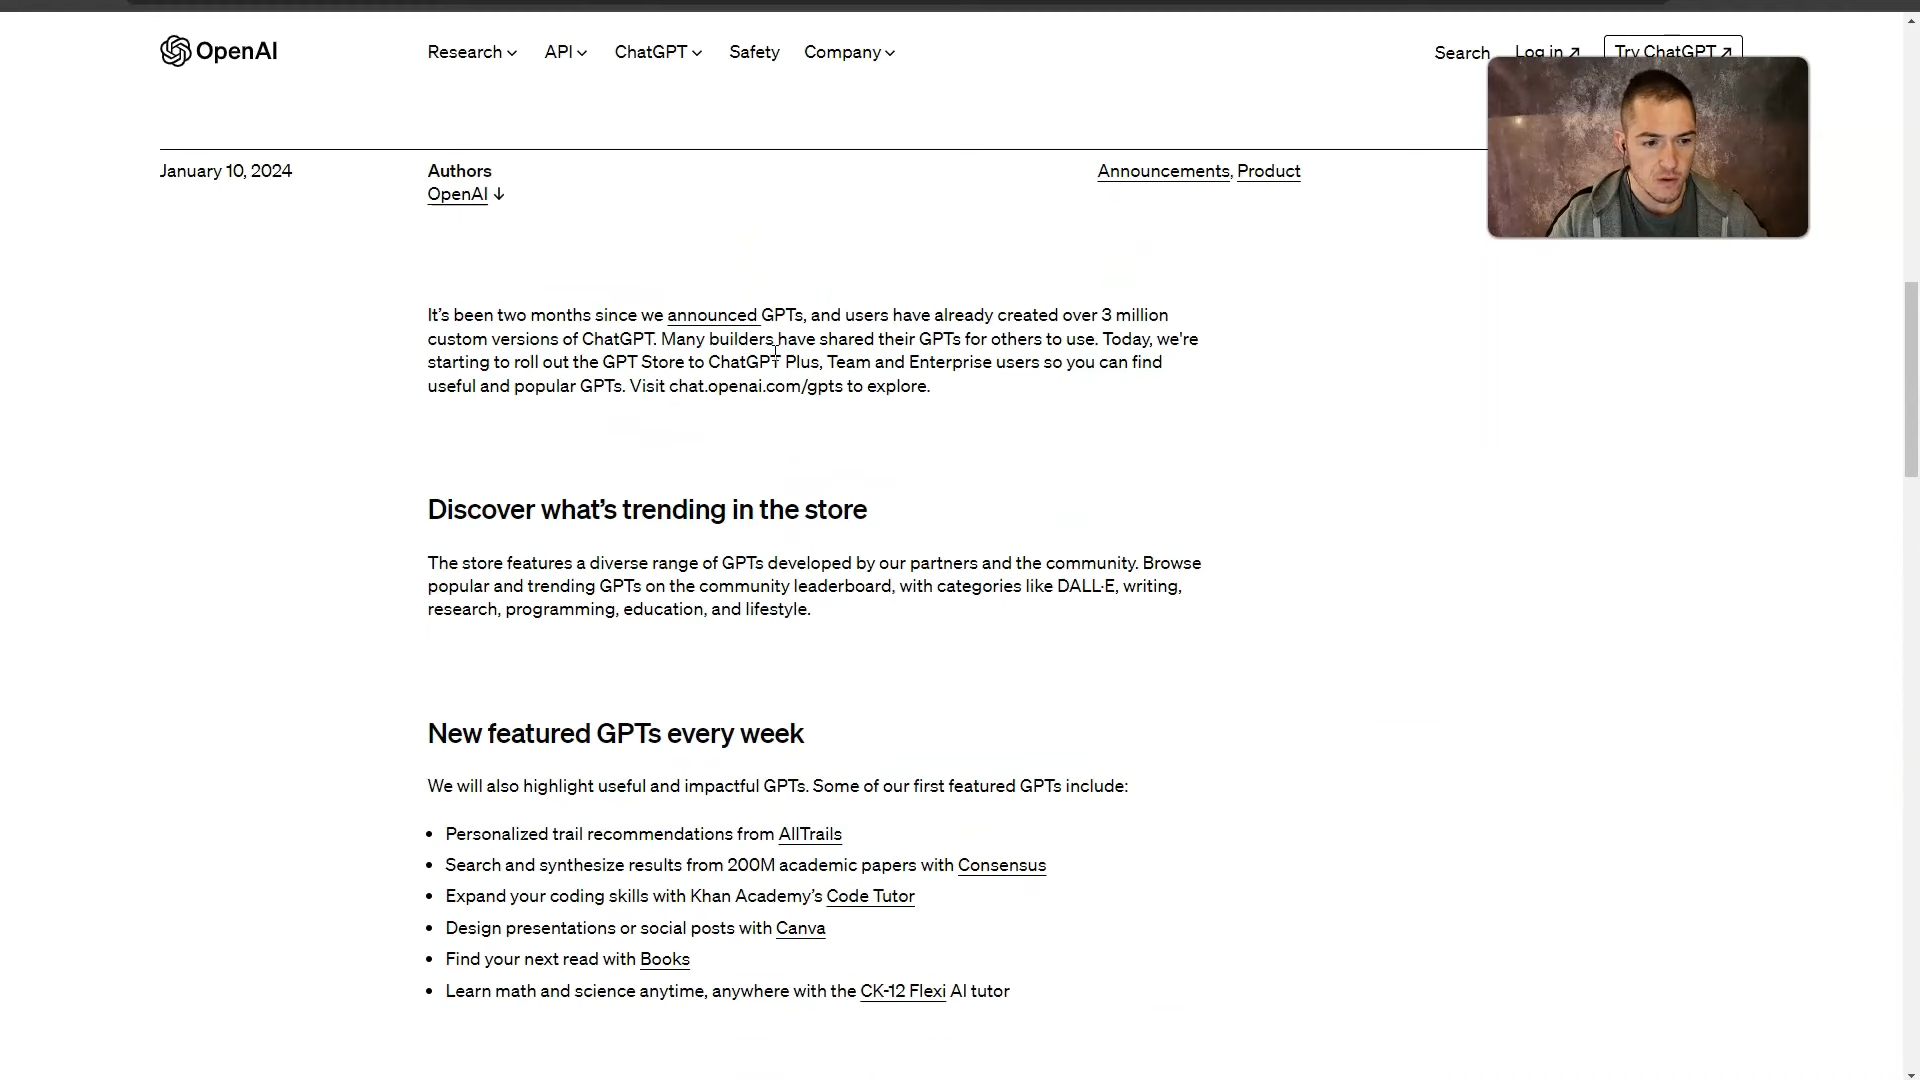 OpenAI
Research API ChatGPT Safety Company
Search Log in ↗ Try ChatGPT ↗
January 10, 2024
Authors
OpenAI ↓
Announcements, Product
It’s been two months since we announced GPTs, and users have already created over 3 million
custom versions of ChatGPT. Many builders have shared their GPTs for others to use. Today, we're
starting to roll out the GPT Store to ChatGPT Plus, Team and Enterprise users so you can find
useful and popular GPTs. Visit chat.openai.com/gpts to explore.
Discover what’s trending in the store
The store features a diverse range of GPTs developed by our partners and the community. Browse
popular and trending GPTs on the community leaderboard, with categories like DALL·E, writing,
research, programming, education, and lifestyle.
New featured GPTs every week
We will also highlight useful and impactful GPTs. Some of our first featured GPTs include:
• Personalized trail recommendations from AllTrails
• Search and synthesize results from 200M academic papers with Consensus
• Expand your coding skills with Khan Academy’s Code Tutor
• Design presentations or social posts with Canva
• Find your next read with Books
• Learn math and science anytime, anywhere with the CK-12 Flexi AI tutor